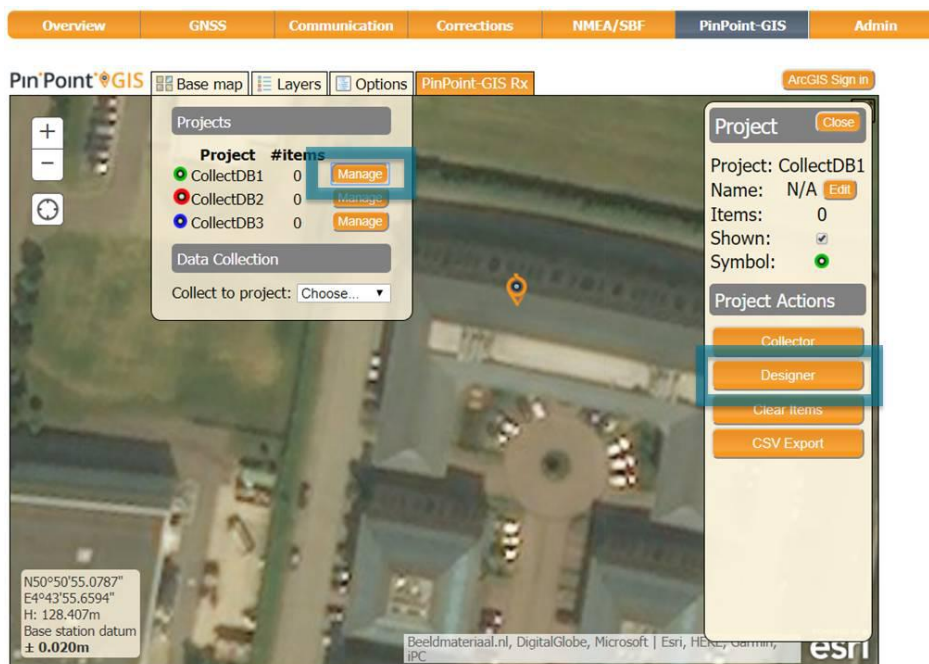 Overview GNSS Communication Corrections NMEA/SBF PinPoint-GIS Admin
PinPoint GIS Base map Layers Options PinPoint-GIS Rx ArcGIS Sign in
+
−
Projects
Project #items
CollectDB1 0 Manage
CollectDB2 0 Manage
CollectDB3 0 Manage
Data Collection
Collect to project: Choose...
Project Close
Project: CollectDB1
Name: N/A Edit
Items: 0
Shown:
Symbol:
Project Actions
Collector
Designer
Clear Items
CSV Export
N50°50'55.0787"
E4°43'55.6594"
H: 128.407m
Base station datum
± 0.020m
Beeldmateriaal.nl, DigitalGlobe, Microsoft | Esri, HERE, Garmin,
iPC
esri